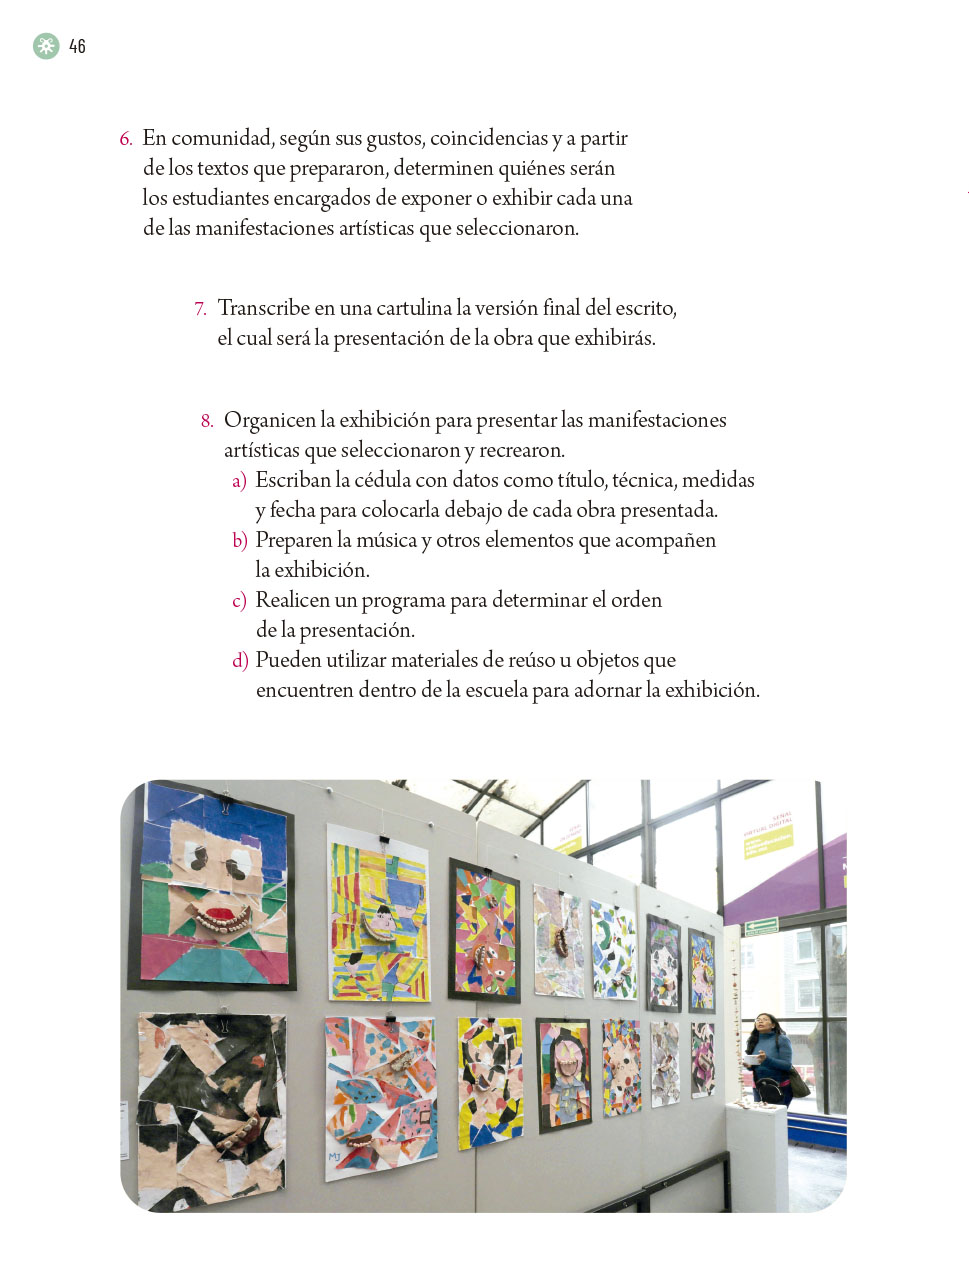 46
6. En comunidad, según sus gustos, coincidencias y a partir
de los textos que prepararon, determinen quiénes serán
los estudiantes encargados de exponer o exhibir cada una
de las manifestaciones artísticas que seleccionaron.
7. Transcribe en una cartulina la versión final del escrito,
el cual será la presentación de la obra que exhibirás.
8. Organicen la exhibición para presentar las manifestaciones
artísticas que seleccionaron y recrearon.
a) Escriban la cédula con datos como título, técnica, medidas
y fecha para colocarla debajo de cada obra presentada.
b) Preparen la música y otros elementos que acompañen
la exhibición.
c) Realicen un programa para determinar el orden
de la presentación.
d) Pueden utilizar materiales de reúso u objetos que
encuentren dentro de la escuela para adornar la exhibición.
SEÑAL
VIRTUAL DIGITAL
MJ